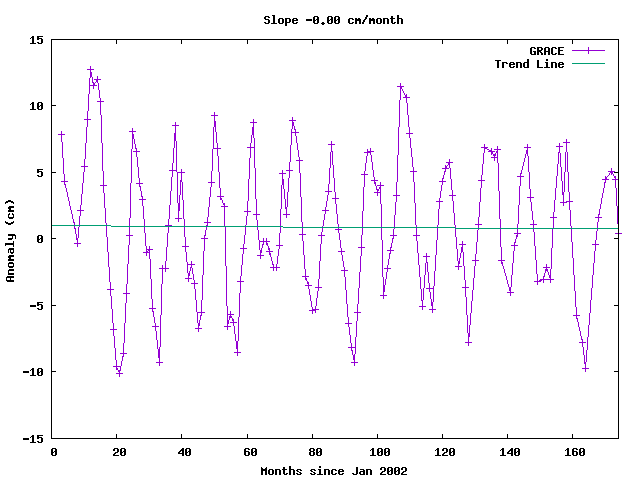 Slope -0.00 cm/month
GRACE
Trend Line
15
10
5
0
-5
-10
-15
Anomaly (cm)
0 20 40 60 80 100 120 140 160
Months since Jan 2002